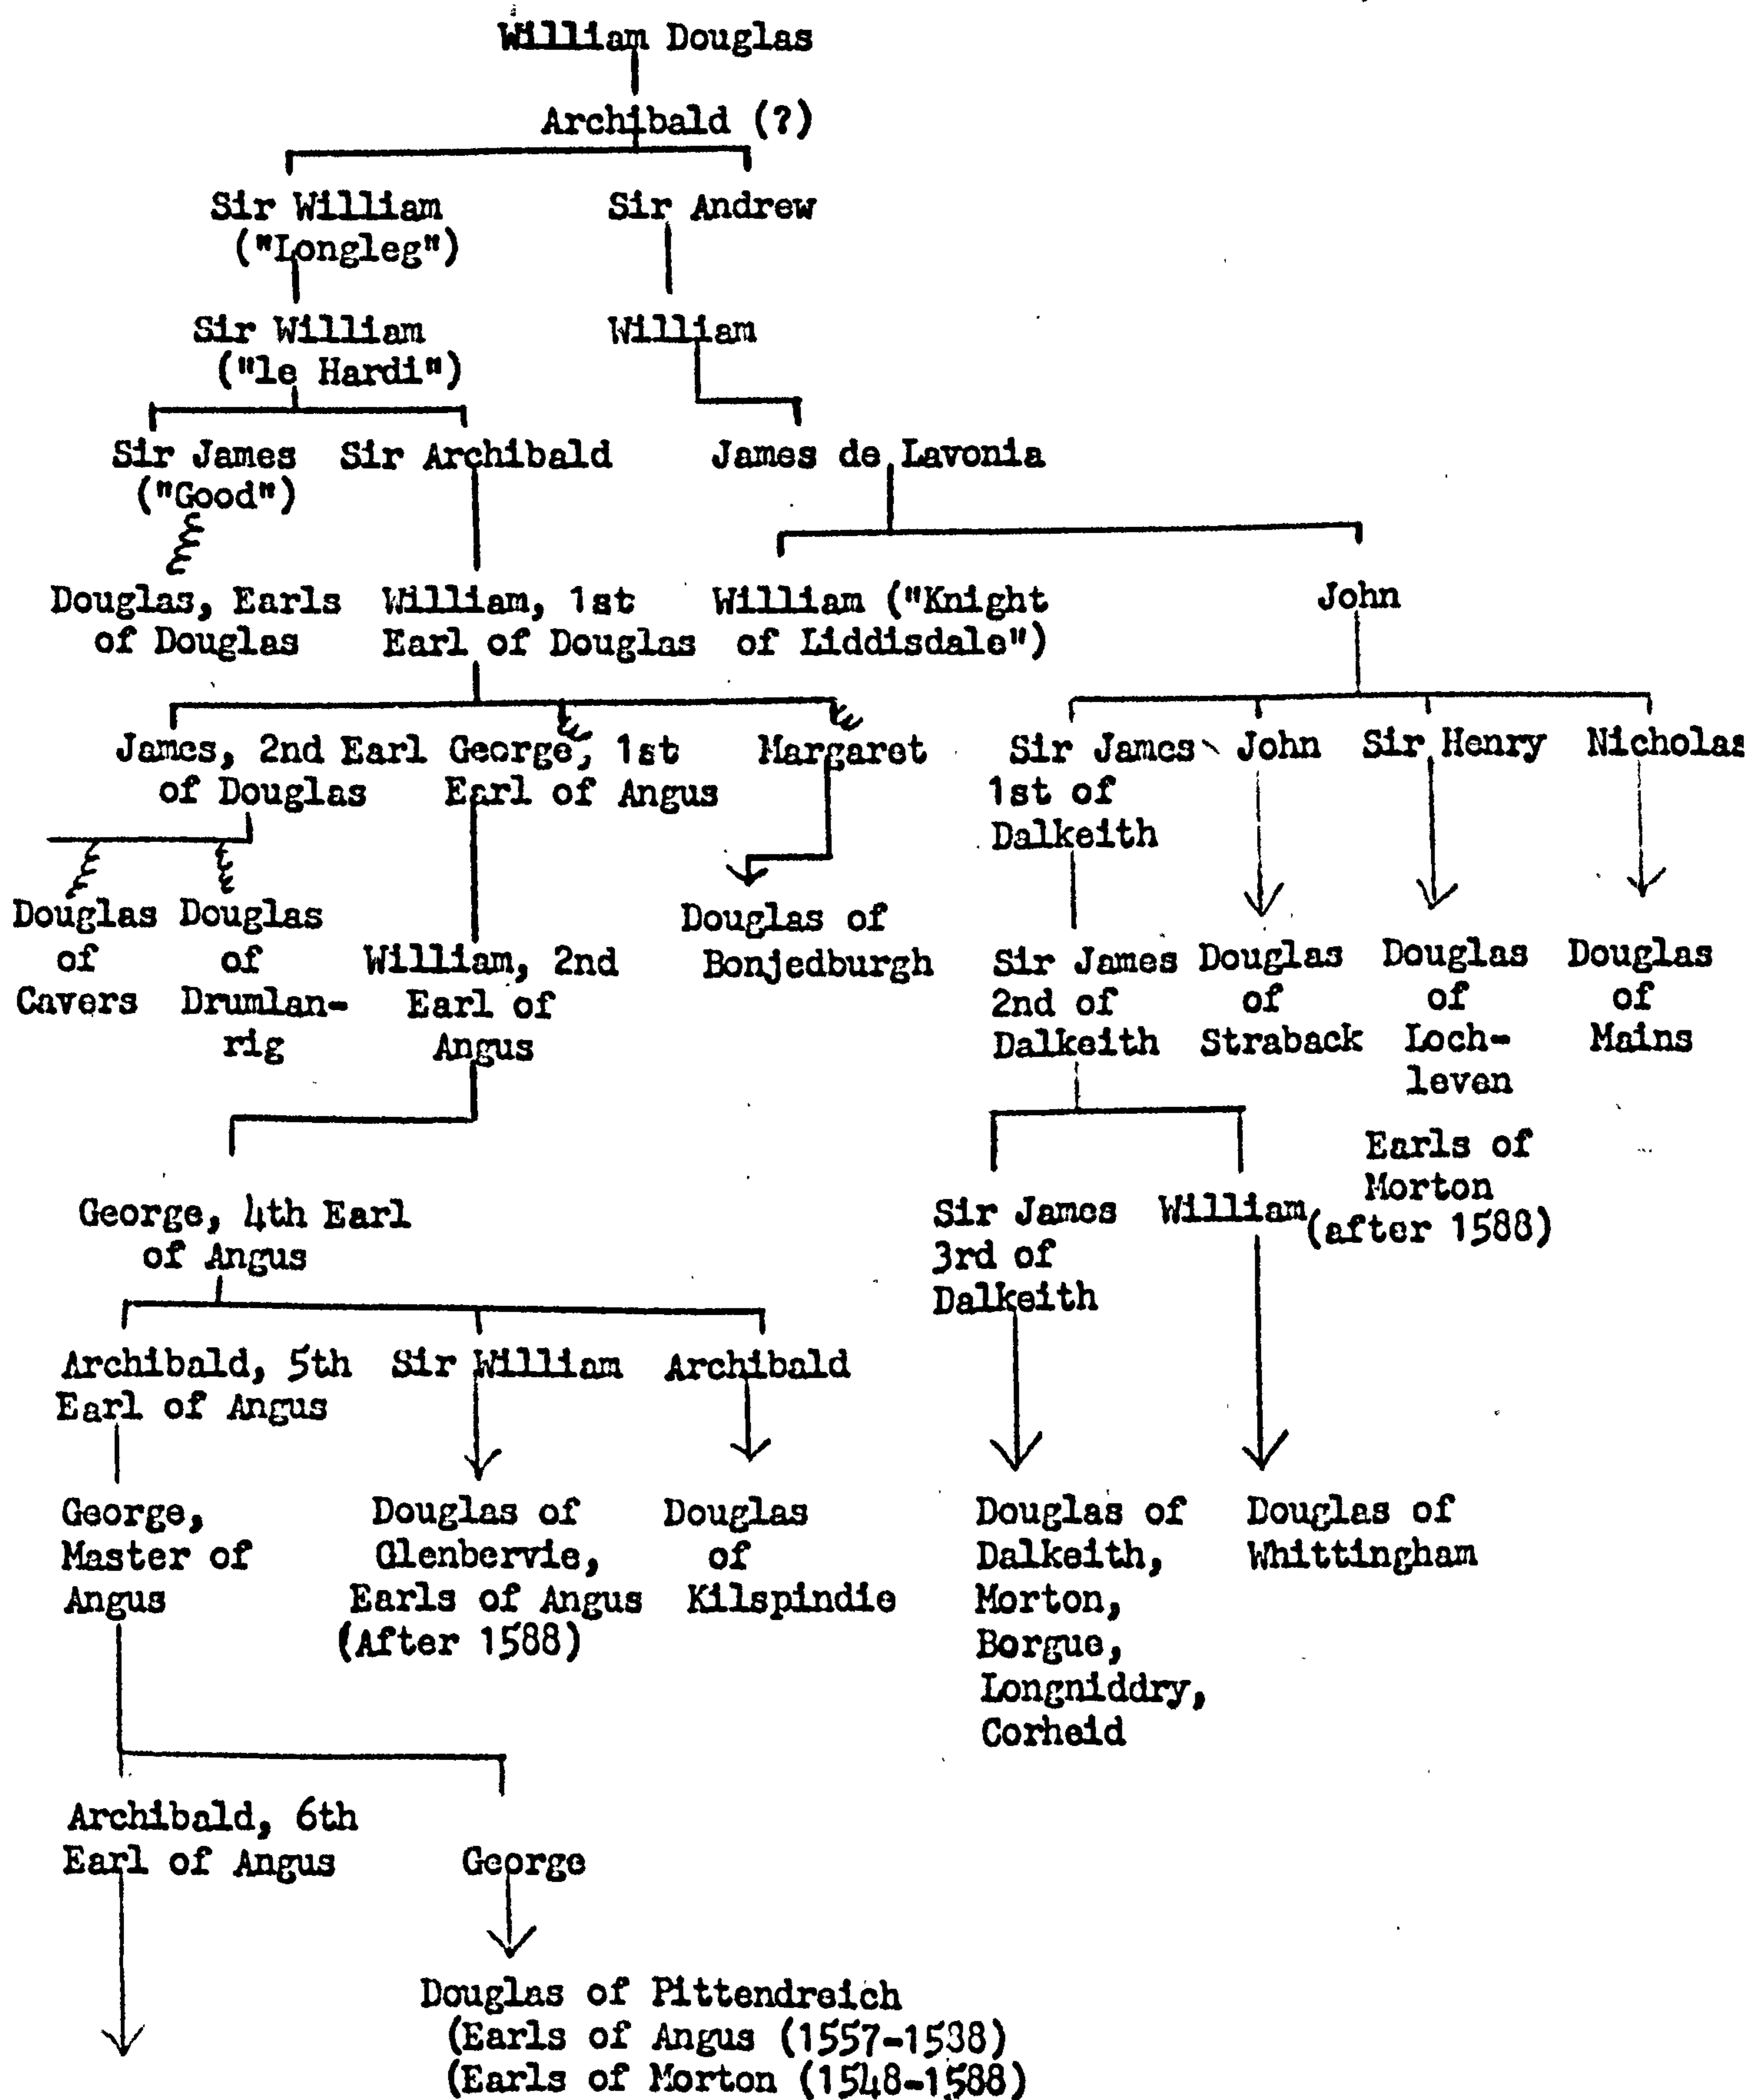 William Douglas
Archibald (?)
Sir William
("Longleg")
Sir Andrew
Sir William
("le Hardi")
William
Sir James
("Good")
Sir Archibald
James de Lavonia
Douglas, Earls
of Douglas
William, 1st
Earl of Douglas
William ("Knight
of Liddisdale")
John
James, 2nd Earl
of Douglas
George, 1st
Earl of Angus
Margaret
Sir James
1st of
Dalkeith
John
Sir Henry
Nicholas
Douglas
of
Cavers
Douglas
of
Drumlan-
rig
William, 2nd
Earl of
Angus
Douglas of
Bonjedburgh
Sir James
2nd of
Dalkeith
Douglas
of
Straback
Douglas
of
Loch-
leven
Douglas
of
Mains
Earls of
Morton
(after 1588)
George, 4th Earl
of Angus
Sir James
3rd of
Dalkeith
William
Archibald, 5th
Earl of Angus
Sir William
Archibald
George,
Master of
Angus
Douglas of
Glenbervie,
Earls of Angus
(After 1588)
Douglas
of
Kilspindie
Douglas of
Dalkeith,
Morton,
Borgue,
Longniddry,
Corheid
Douglas of
Whittingham
Archibald, 6th
Earl of Angus
George
Douglas of Pittendreich
(Earls of Angus (1557-1588)
(Earls of Morton (1548-1588)